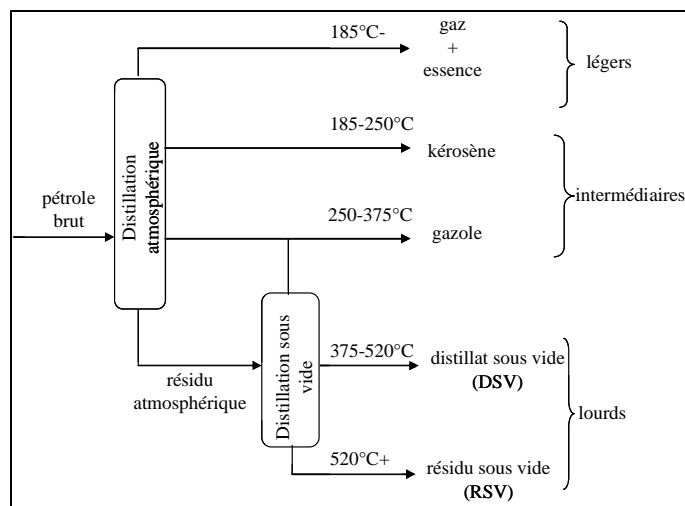 185°C-
gaz
+
essence
légers
185-250°C
kérosène
intermédiaires
Distillation
atmosphérique
pétrole
brut
250-375°C
gazole
Distillation sous
vide
résidu
atmosphérique
375-520°C
distillat sous vide
(DSV)
lourds
520°C+
résidu sous vide
(RSV)